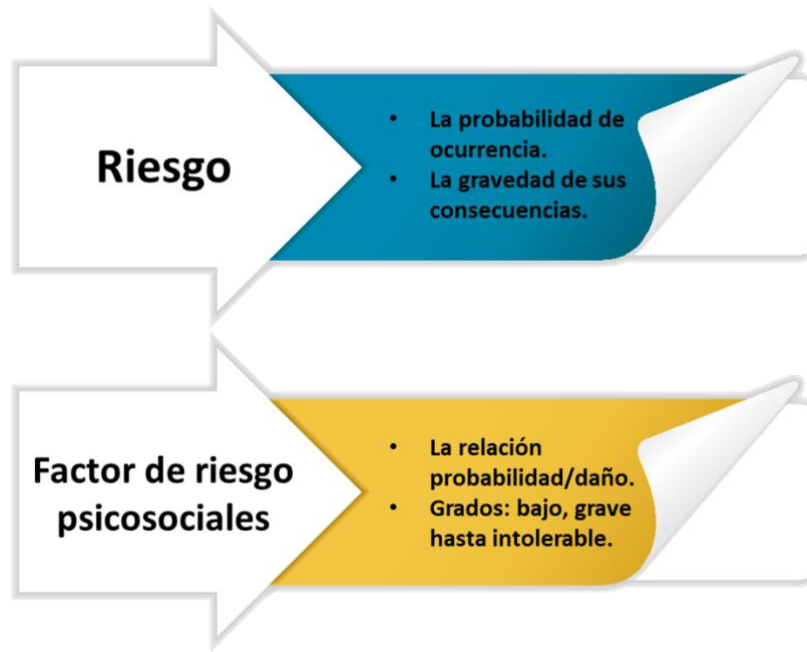 Riesgo
• La probabilidad de
ocurrencia.
• La gravedad de sus
consecuencias.
Factor de riesgo
psicosociales
• La relación
probabilidad/daño.
• Grados: bajo, grave
hasta intolerable.